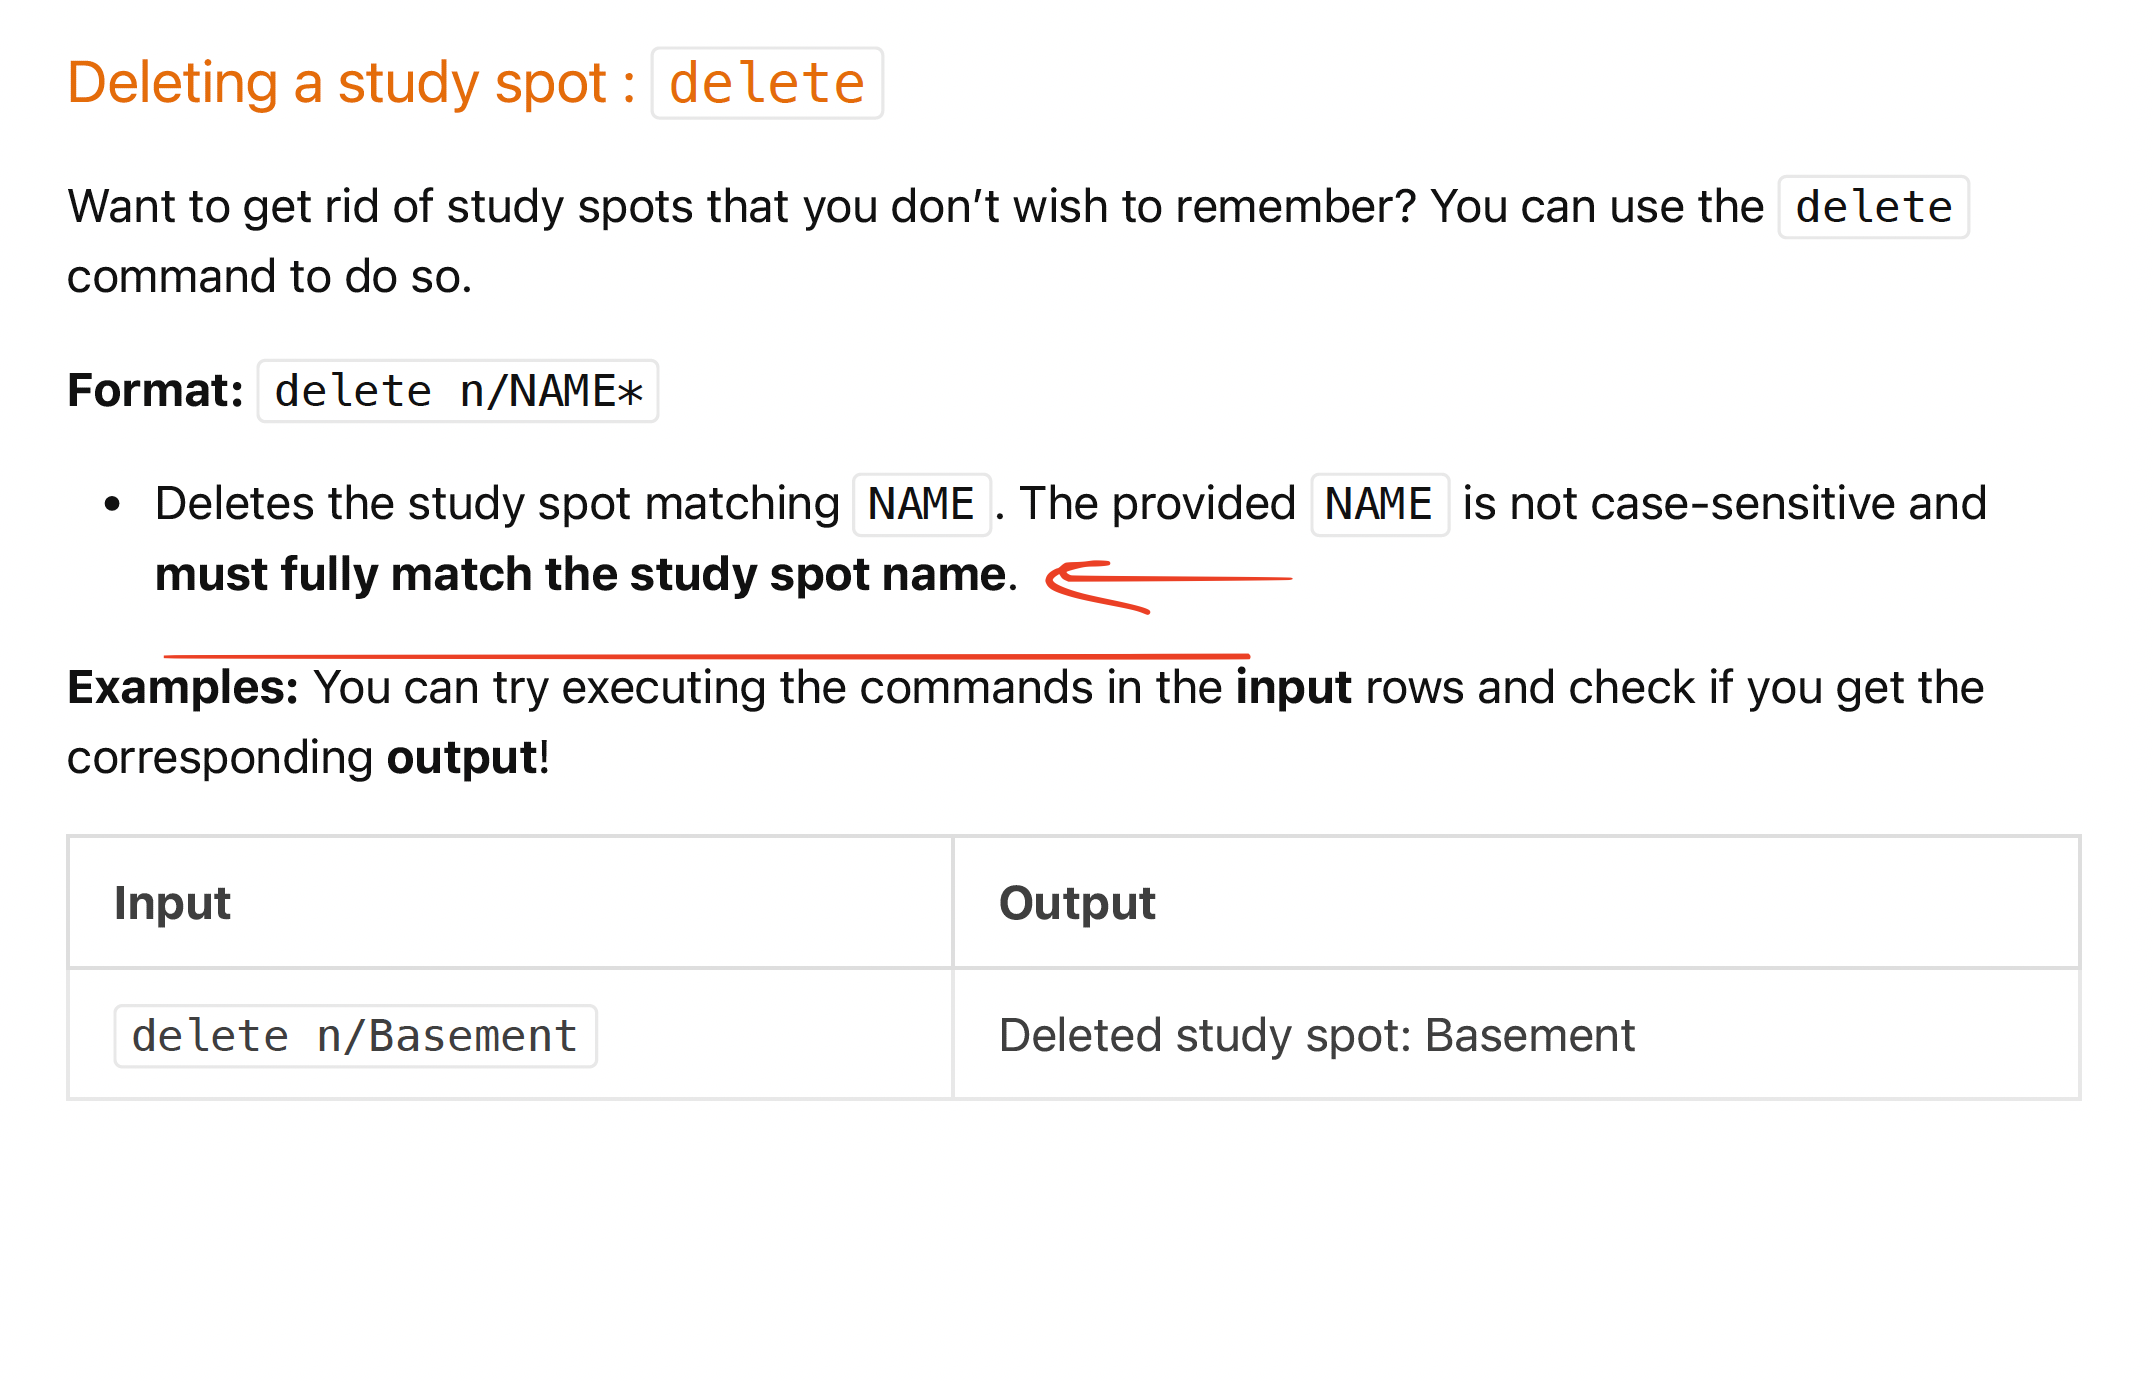 Deleting a study spot : delete
Want to get rid of study spots that you don’t wish to remember? You can use the delete
command to do so.
Format: delete n/NAME*
• Deletes the study spot matching NAME. The provided NAME is not case-sensitive and
must fully match the study spot name.
Examples: You can try executing the commands in the input rows and check if you get the
corresponding output!
Input Output
delete n/Basement Deleted study spot: Basement